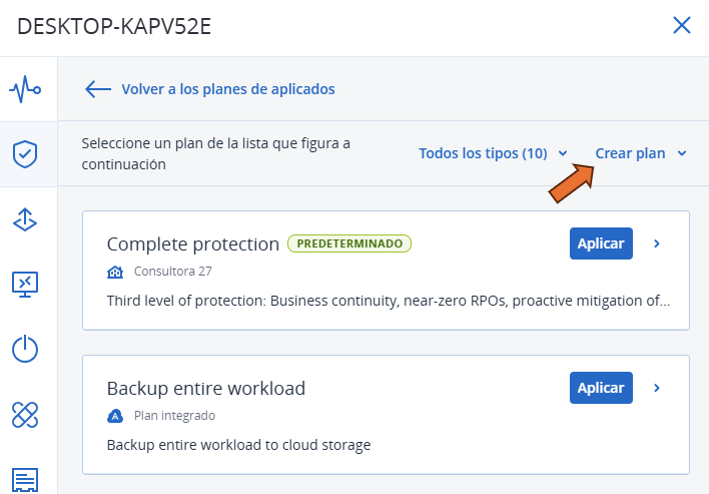 DESKTOP-KAPV52E
Volver a los planes de aplicados
Seleccione un plan de la lista que figura a
continuación
Todos los tipos (10)
Crear plan
Complete protection
PREDETERMINADO
Aplicar
Consultora 27
Third level of protection: Business continuity, near-zero RPOs, proactive mitigation of...
Backup entire workload
Aplicar
Plan integrado
Backup entire workload to cloud storage